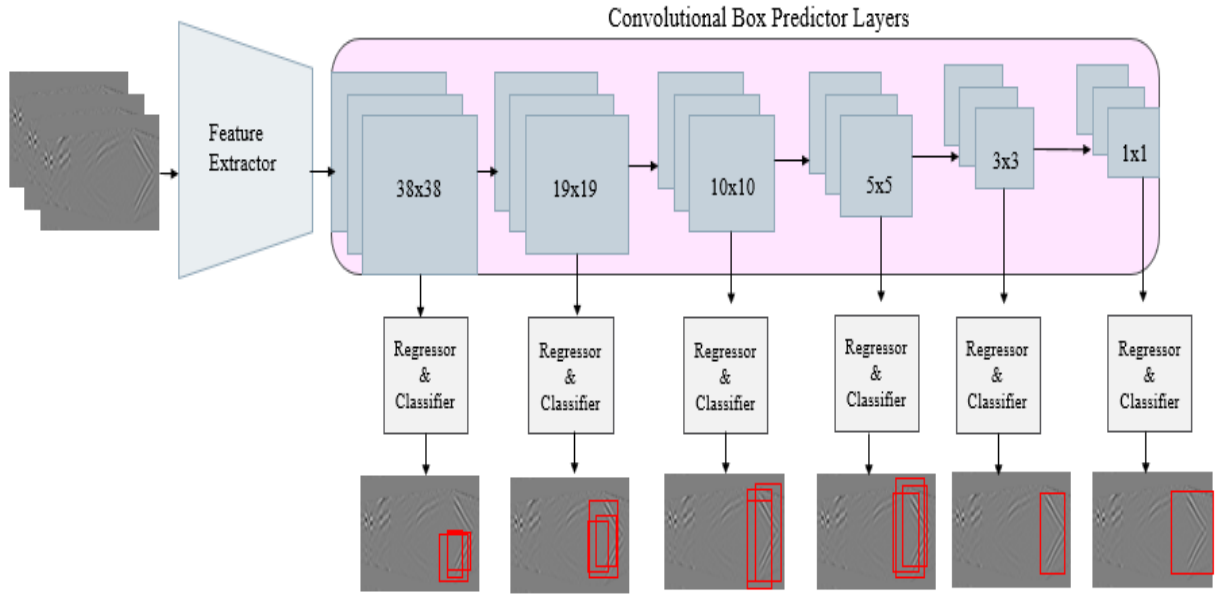 Convolutional Box Predictor Layers
Feature
Extractor
38x38
19x19
10x10
5x5
3x3
1x1
Regressor
&
Classifier
Regressor
&
Classifier
Regressor
&
Classifier
Regressor
&
Classifier
Regressor
&
Classifier
Regressor
&
Classifier